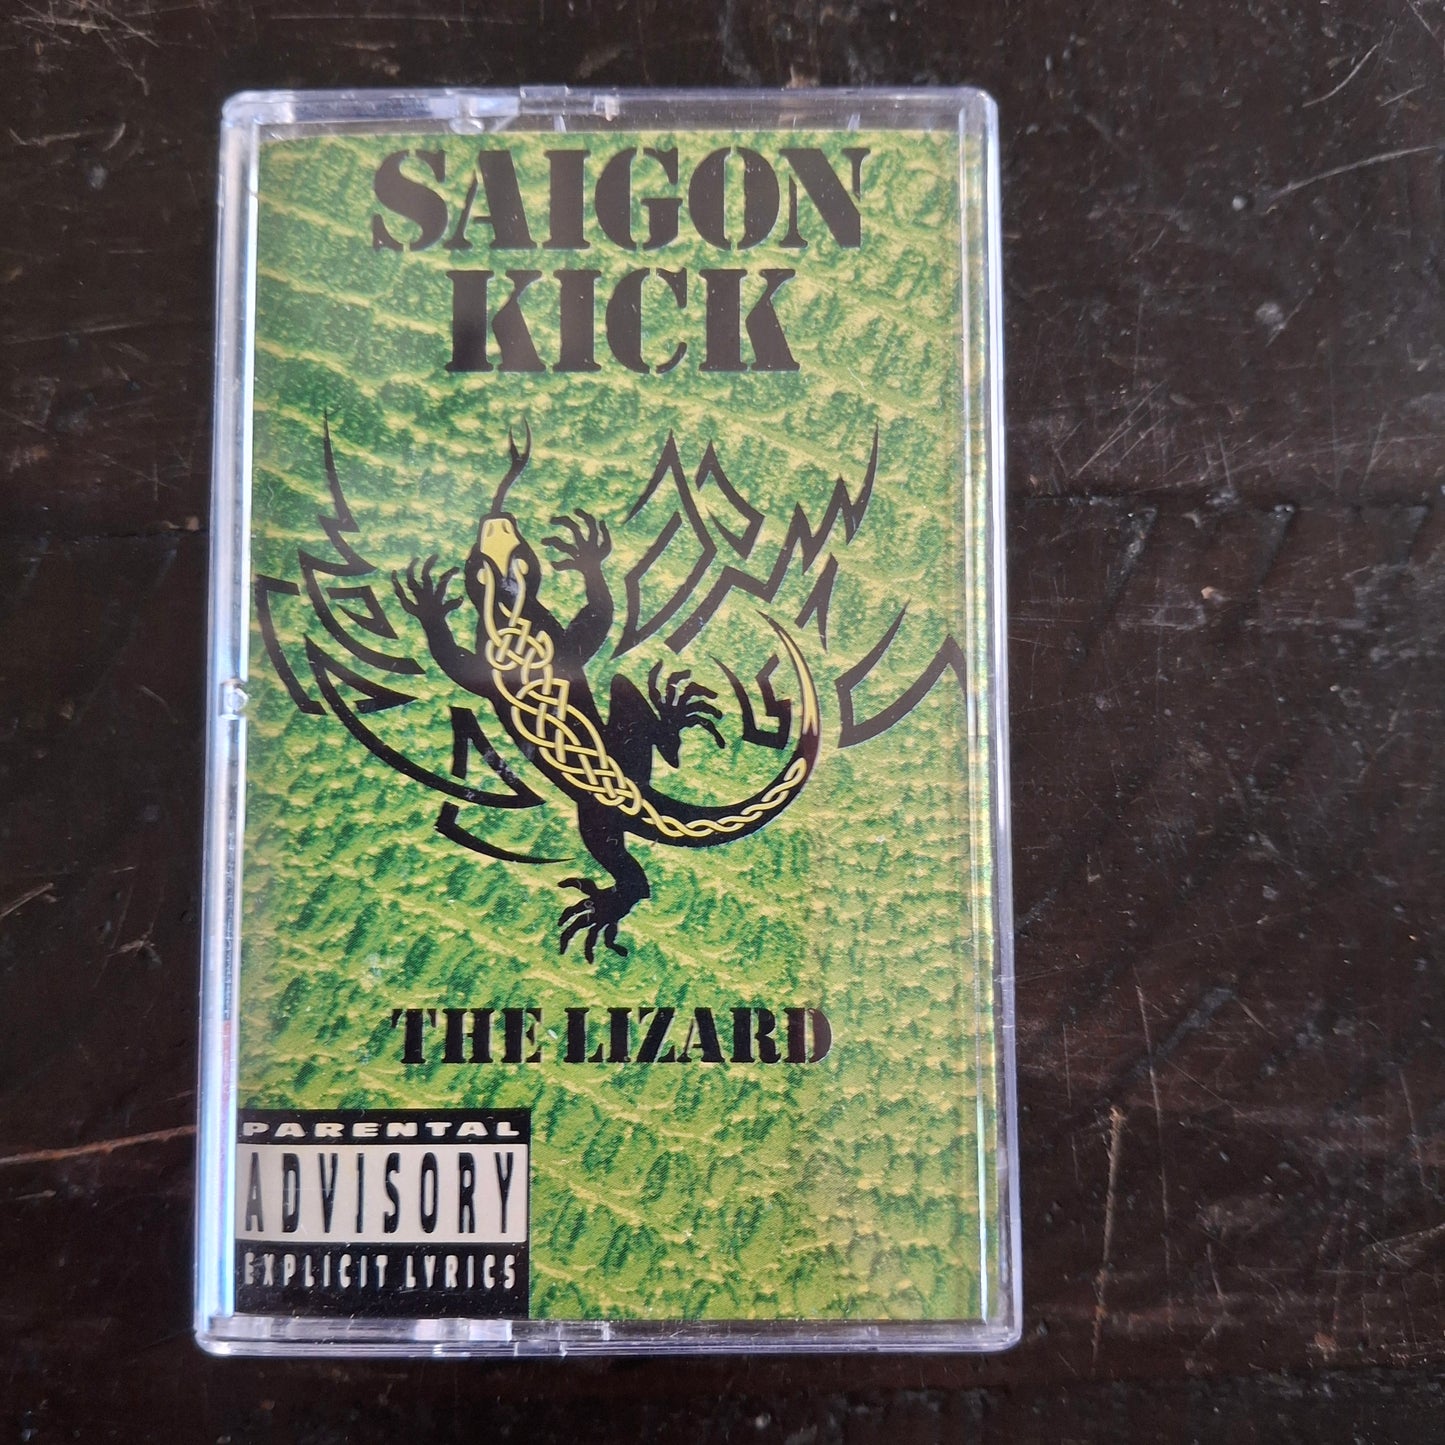 SAIGON
KICK
THE LIZARD
PARENTAL
ADVISORY
EXPLICIT LYRICS